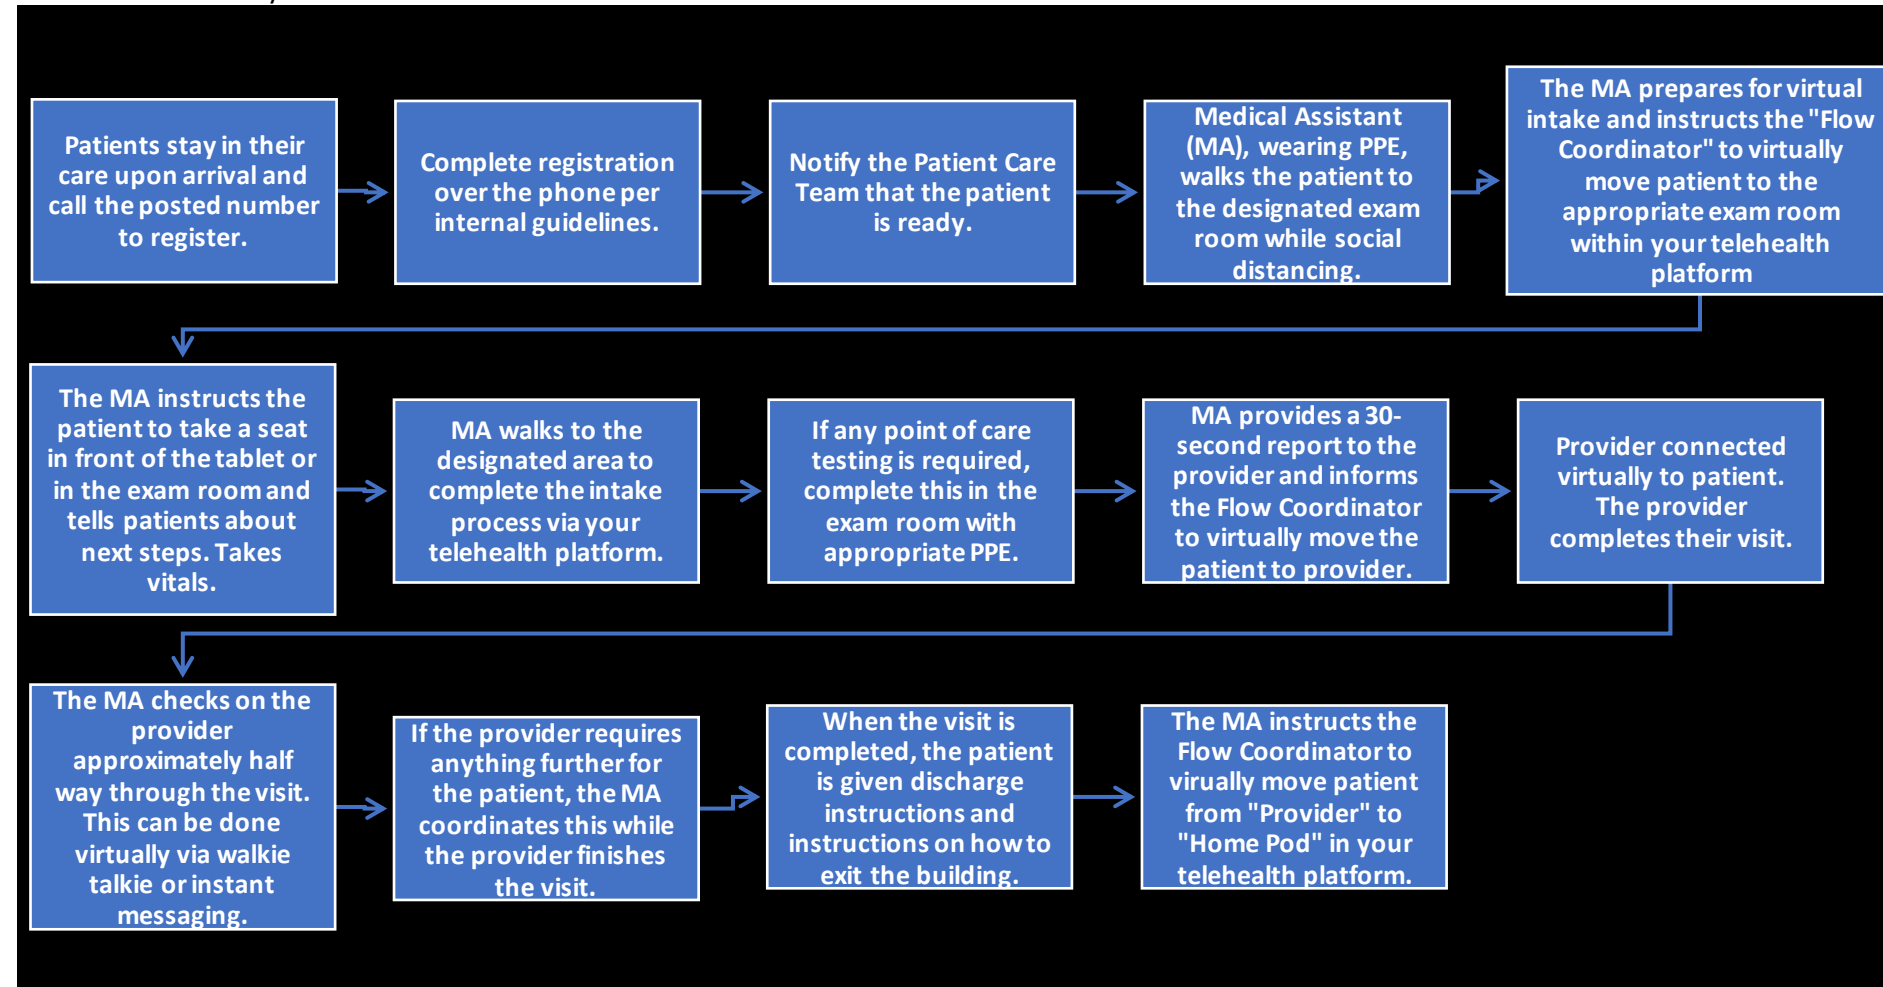 Patients stay in their
care upon arrival and
call the posted number
to register.
Complete registration
over the phone per
internal guidelines.
Notify the Patient Care
Team that the patient
is ready.
Medical Assistant
(MA), wearing PPE,
walks the patient to
the designated exam
room while social
distancing.
The MA prepares for virtual
intake and instructs the "Flow
Coordinator" to virtually
move patient to the
appropriate exam room
within your telehealth
platform
The MA instructs the
patient to take a seat
in front of the tablet or
in the exam room and
tells patients about
next steps. Takes
vitals.
MA walks to the
designated area to
complete the intake
process via your
telehealth platform.
If any point of care
testing is required,
complete this in the
exam room with
appropriate PPE.
MA provides a 30-
second report to the
provider and informs
the Flow Coordinator
to virtually move the
patient to provider.
Provider connected
virtually to patient.
The provider
completes their visit.
The MA checks on the
provider
approximately half
way through the visit.
This can be done
virtually via walkie
talkie or instant
messaging.
If the provider requires
anything further for
the patient, the MA
coordinates this while
the provider finishes
the visit.
When the visit is
completed, the patient
is given discharge
instructions and
instructions on how to
exit the building.
The MA instructs the
Flow Coordinator to
virually move patient
from "Provider" to
"Home Pod" in your
telehealth platform.